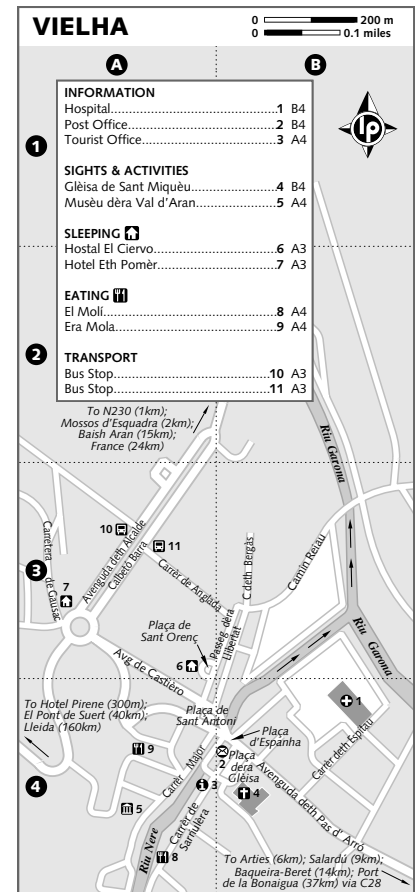 VIELHA
0 200 m
0 0.1 miles
A B
lp
1
INFORMATION
Hospital 1 B4
Post Office 2 B4
Tourist Office 3 A4
SIGHTS & ACTIVITIES
Glèisa de Sant Miquèu 4 B4
Musèu dèra Val d'Aran 5 A4
SLEEPING
Hostal El Ciervo 6 A3
Hotel Eth Pomèr 7 A3
2
EATING
El Molí 8 A4
Era Mola 9 A4
TRANSPORT
Bus Stop 10 A3
Bus Stop 11 A3
To N230 (1km);
Mossos d'Esquadra (2km);
Baish Aran (15km);
France (24km)
Riu Garona
10
11
Avenguda deth Alcalde
Calbetó Barra
Carretera
de Gausac
Carrèr de Anglada
C deth Bergàs
Camin Reiau
3
7
Plaça de
Sant Orenç
Passeg dèra
Llibertat
Riu Garona
Avg de Castièro
6
To Hotel Pirene (300m);
El Pont de Suert (40km);
Lleida (160km)
Plaça de
Sant Antoni
Plaça
d'Espanha
1
Carrèr deth Espitau
9
Carrèr Major
2
Plaça
dera
Glèisa
4
3
4
Avenguda deth Pas d' Arró
5
Carrèr de
Sarriulèra
Riu Nere
8
To Arties (6km); Salardú (9km);
Baqueira-Beret (14km); Port
de la Bonaigua (37km) via C28